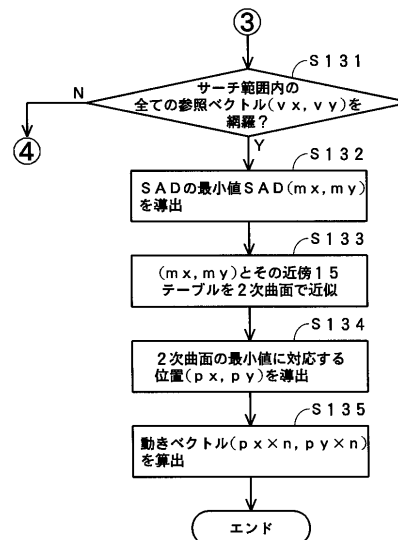 ③
S131
サーチ範囲内の
全ての参照ベクトル(vx,vy)を
網羅?
N
④
Y
S132
SADの最小値SAD(mx,my)
を導出
S133
(mx,my)とその近傍15
テーブルを2次曲面で近似
S134
2次曲面の最小値に対応する
位置(px,py)を導出
S135
動きベクトル(px×n,py×n)
を算出
エンド